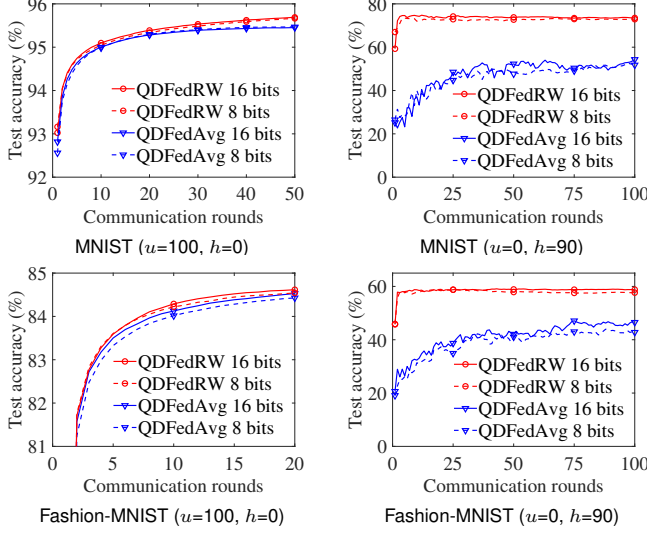 96
95
94
93
92
Test accuracy (%)
QDFedRW 16 bits
QDFedRW 8 bits
QDFedAvg 16 bits
QDFedAvg 8 bits
0 10 20 30 40 50
Communication rounds
MNIST (u=100, h=0)
80
60
40
20
0
Test accuracy (%)
QDFedRW 16 bits
QDFedRW 8 bits
QDFedAvg 16 bits
QDFedAvg 8 bits
0 25 50 75 100
Communication rounds
MNIST (u=0, h=90)
85
84
83
82
81
Test accuracy (%)
QDFedRW 16 bits
QDFedRW 8 bits
QDFedAvg 16 bits
QDFedAvg 8 bits
0 5 10 15 20
Communication rounds
Fashion-MNIST (u=100, h=0)
60
40
20
0
Test accuracy (%)
QDFedRW 16 bits
QDFedRW 8 bits
QDFedAvg 16 bits
QDFedAvg 8 bits
0 25 50 75 100
Communication rounds
Fashion-MNIST (u=0, h=90)